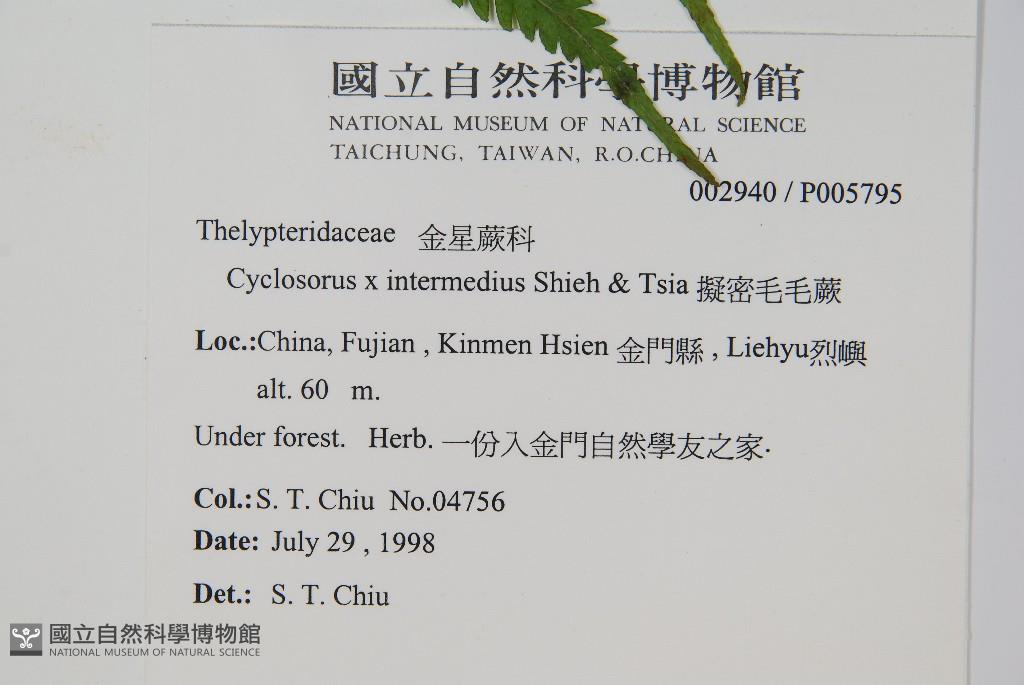 國立自然科學博物館
NATIONAL MUSEUM OF NATURAL SCIENCE
TAICHUNG, TAIWAN, R.O.CHINA
002940 / P005795
Thelypteridaceae 金星蕨科
Cyclosorus x intermedius Shieh & Tsia 擬密毛毛蕨
Loc.:China, Fujian , Kinmen Hsien 金門縣 , Liehyu烈嶼
alt. 60 m.
Under forest. Herb. 一份入金門自然學友之家.
Col.: S. T. Chiu No.04756
Date: July 29 , 1998
Det.: S. T. Chiu
國立自然科學博物館
NATIONAL MUSEUM OF NATURAL SCIENCE